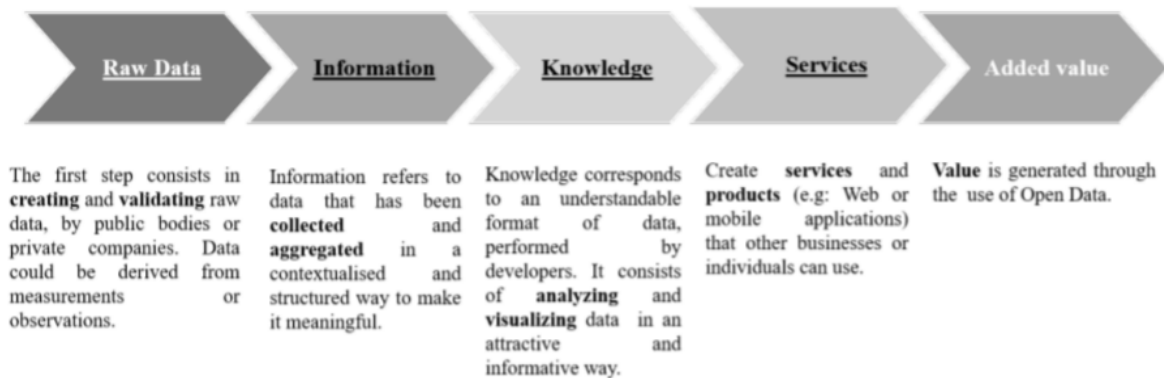 Raw Data
Information
Knowledge
Services
Added value
The first step consists in
creating and validating raw
data, by public bodies or
private companies. Data
could be derived from
measurements or
observations.
Information refers to
data that has been
collected and
aggregated in a
contextualised and
structured way to make
it meaningful.
Knowledge corresponds
to an understandable
format of data,
performed by
developers. It consists
of analyzing and
visualizing data in an
attractive and
informative way.
Create services and
products (e.g: Web or
mobile applications)
that other businesses or
individuals can use.
Value is generated through
the use of Open Data.